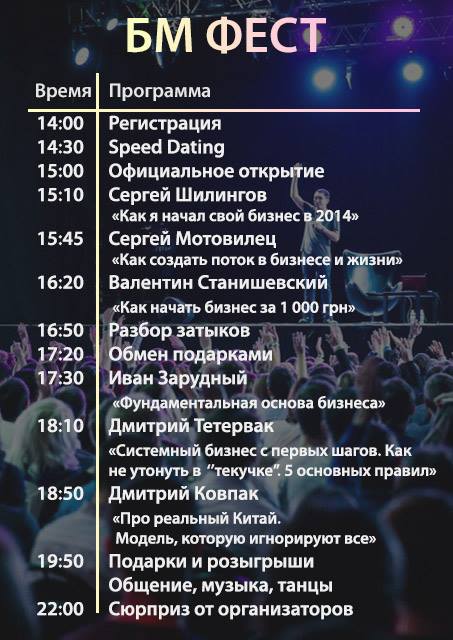 БМ ФЕСТ
Время Программа
14:00 Регистрация
14:30 Speed Dating
15:00 Официальное открытие
15:10 Сергей Шилингов
«Как я начал свой бизнес в 2014»
15:45 Сергей Мотовилец
«Как создать поток в бизнесе и жизни»
16:20 Валентин Станишевский
«Как начать бизнес за 1 000 грн»
16:50 Разбор затыков
17:20 Обмен подарками
17:30 Иван Зарудный
«Фундаментальная основа бизнеса»
18:10 Дмитрий Тетервак
«Системный бизнес с первых шагов. Как
не утонуть в “текучке”. 5 основных правил»
18:50 Дмитрий Ковпак
«Про реальный Китай.
Модель, которую игнорируют все»
19:50 Подарки и розыгрыши
Общение, музыка, танцы
22:00 Сюрприз от организаторов